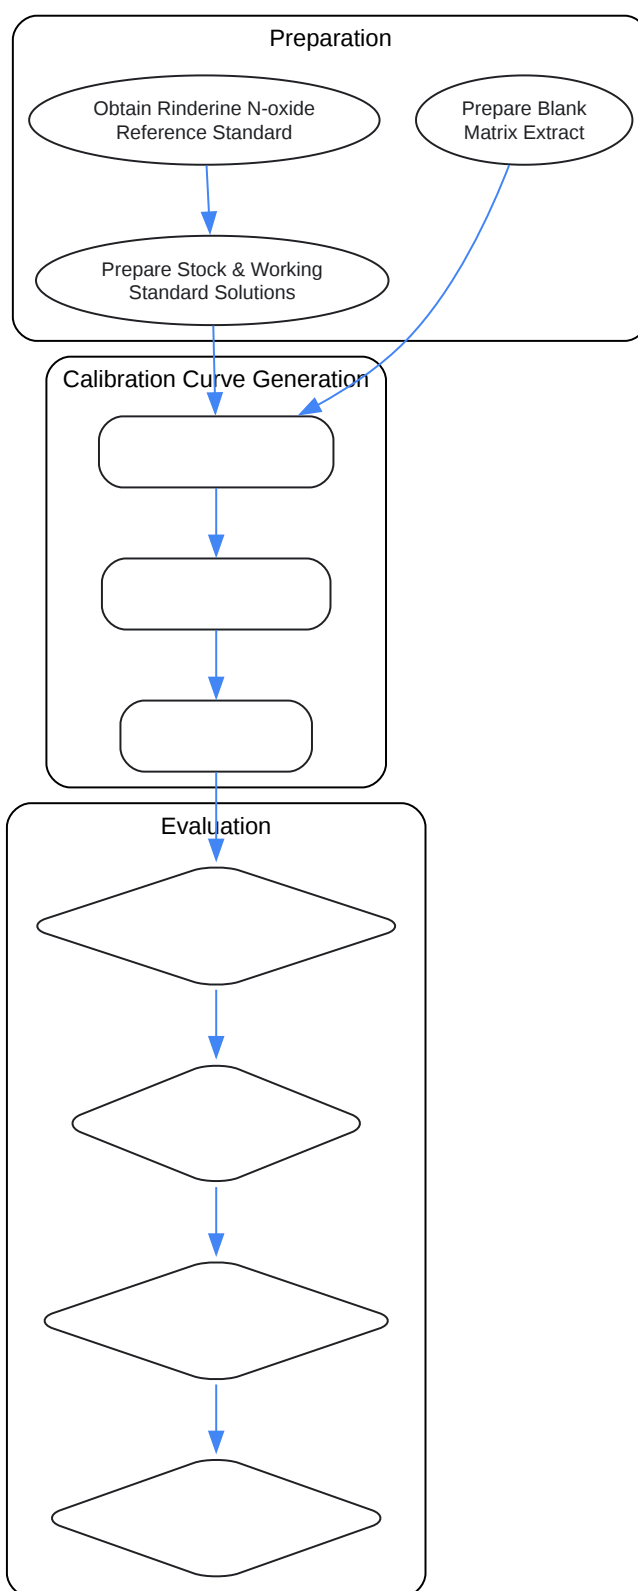 Preparation
Obtain Rinderine N-oxide
Reference Standard
Prepare Blank
Matrix Extract
Prepare Stock & Working
Standard Solutions
Calibration Curve Generation
Evaluation